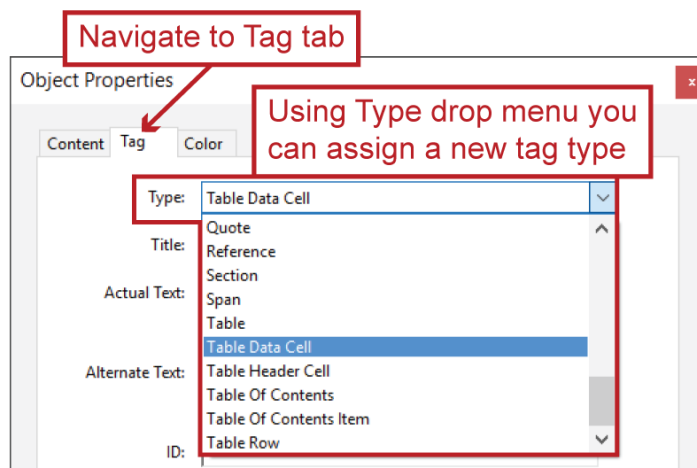 Navigate to Tag tab
Object Properties
x
Using Type drop menu you
can assign a new tag type
Content Tag Color
Type: Table Data Cell
Quote
Title:
Reference
Section
Actual Text:
Span
Table
Table Data Cell
Alternate Text:
Table Header Cell
Table Of Contents
Table Of Contents Item
ID:
Table Row